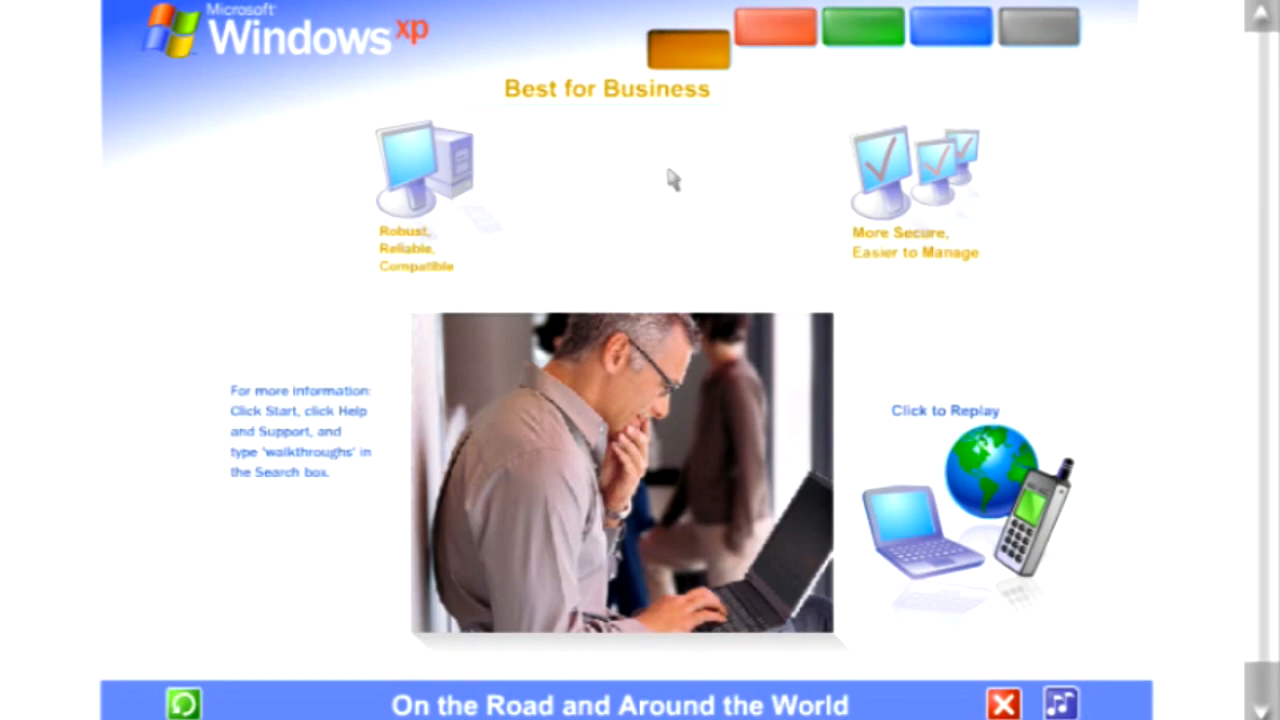 Microsoft
Windows xp
Best for Business
Robust,
Reliable,
Compatible
More Secure,
Easier to Manage
For more information:
Click Start, click Help
and Support, and
type 'walkthroughs' in
the Search box.
Click to Replay
On the Road and Around the World